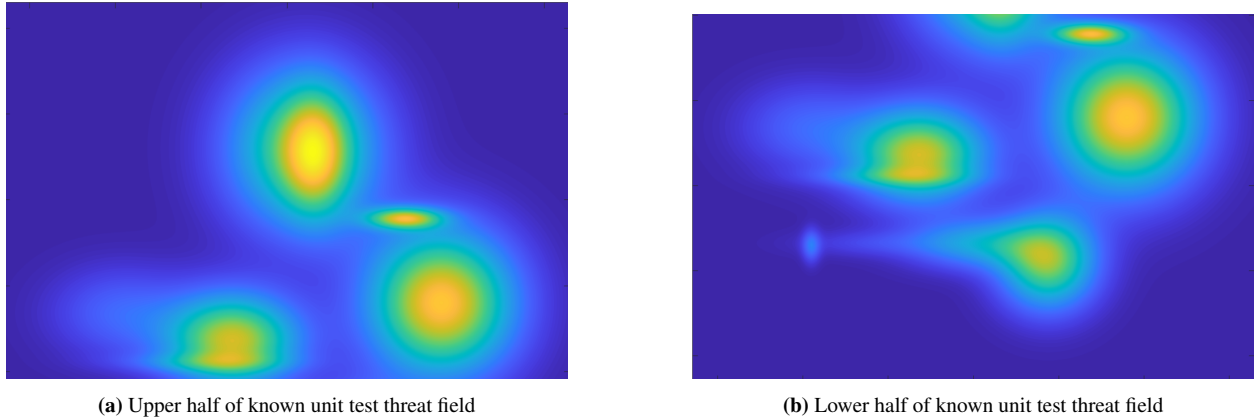 (a) Upper half of known unit test threat field
(b) Lower half of known unit test threat field